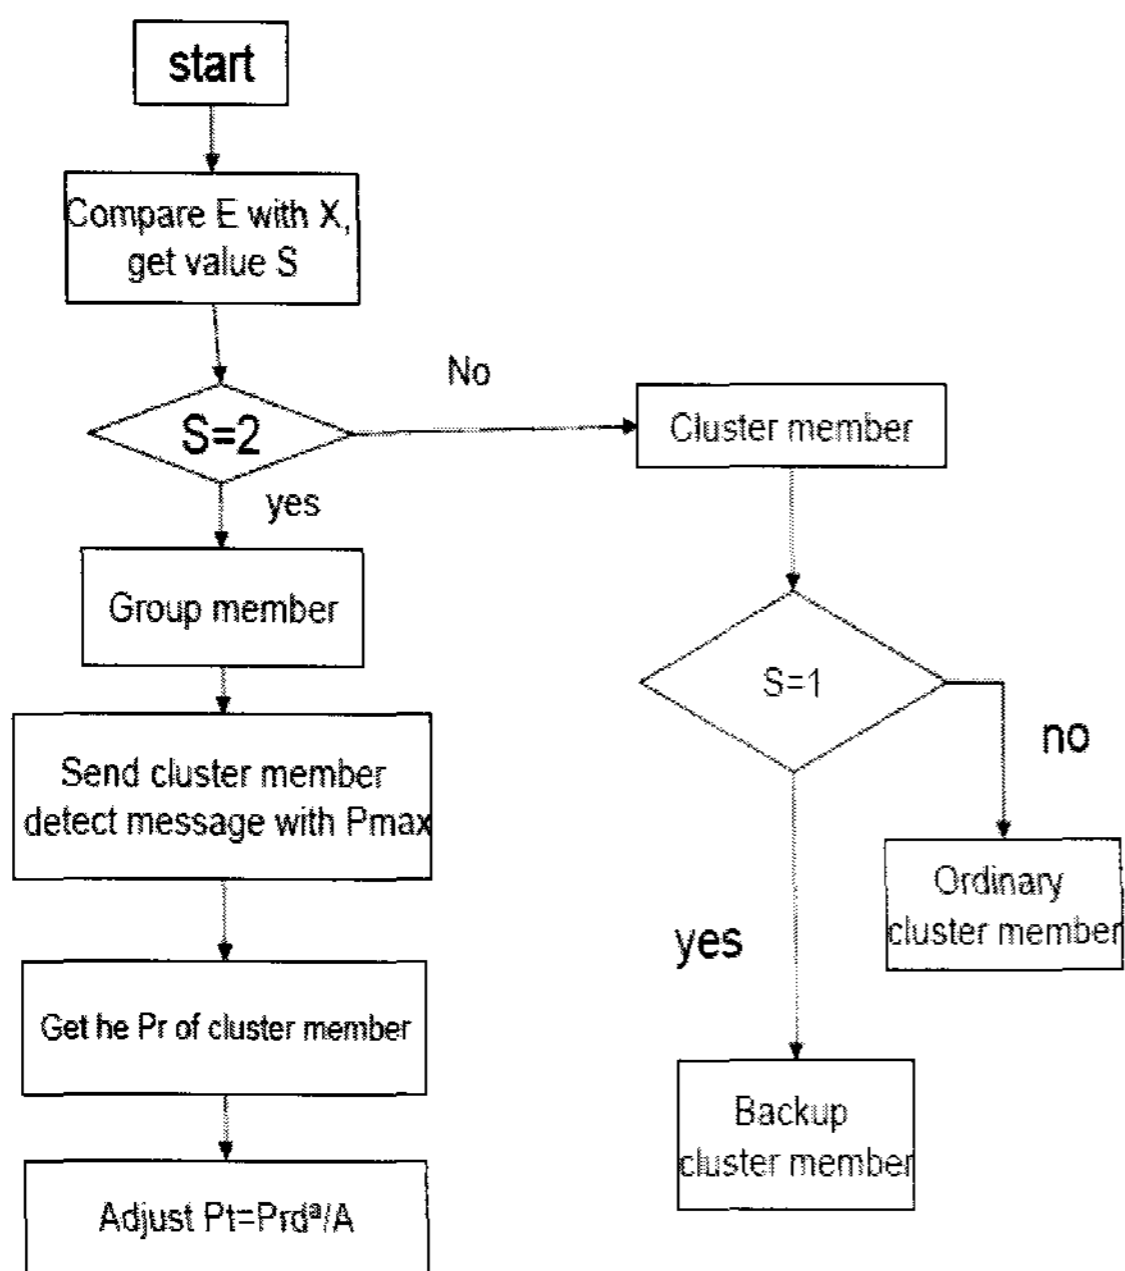 start
Compare E with X,
get value S
S=2
No
yes
Cluster member
Group member
S=1
no
yes
Send cluster member
detect message with Pmax
Ordinary
cluster member
Get he Pr of cluster member
Backup
cluster member
Adjust Pt=Prdª/A